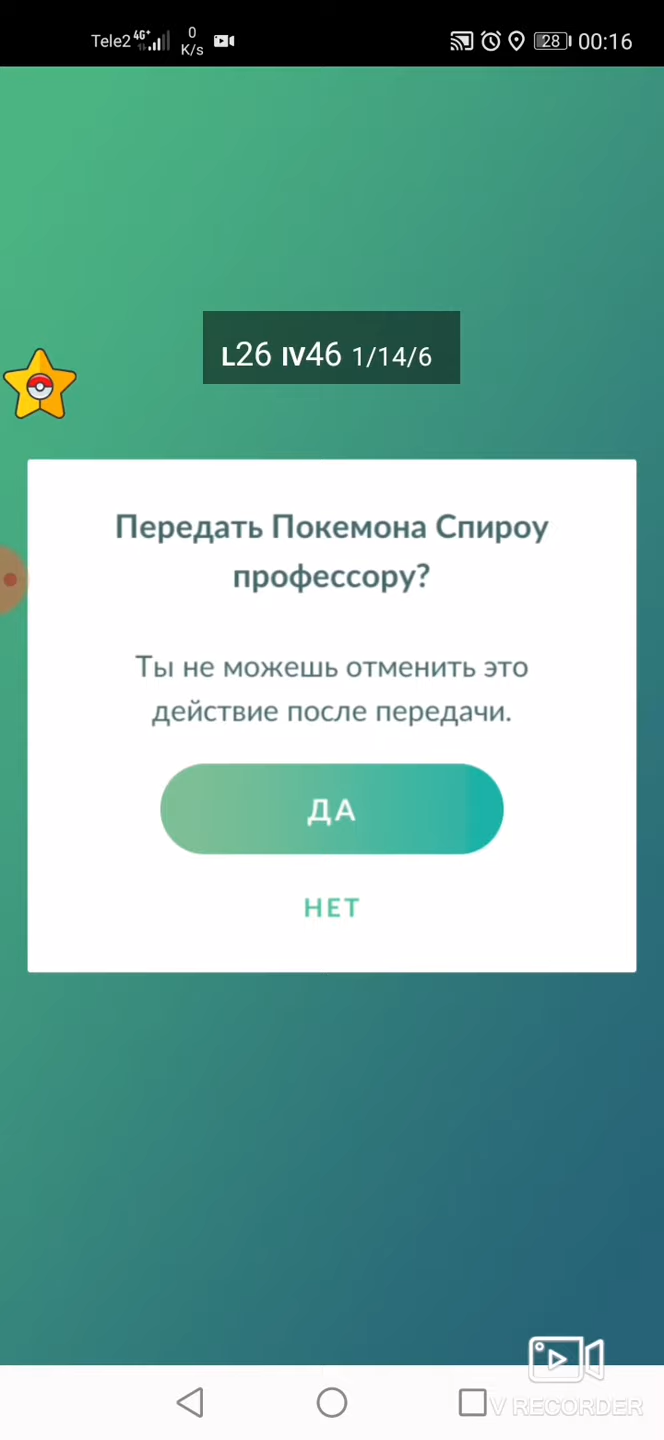 Tele2 4G+ 0 K/s 28 00:16
L26 IV46 1/14/6
Передать Покемона Спироу
профессору?
Ты не можешь отменить это
действие после передачи.
ДА
НЕТ
V RECORDER